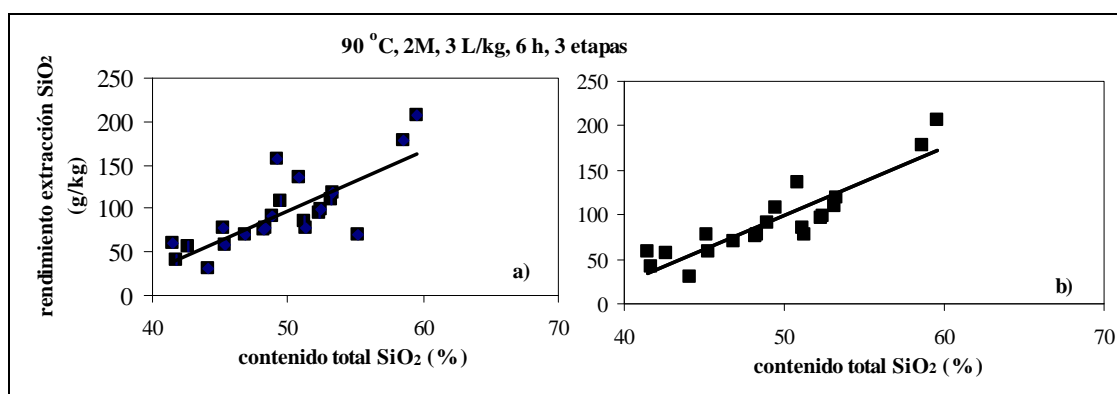 90 °C, 2M, 3 L/kg, 6 h, 3 etapas
rendimiento extracción SiO2
(g/kg)
250
200
150
100
50
0
40
50
60
70
contenido total SiO2 (%)
a)
250
200
150
100
50
0
40
50
60
70
contenido total SiO2 (%)
b)